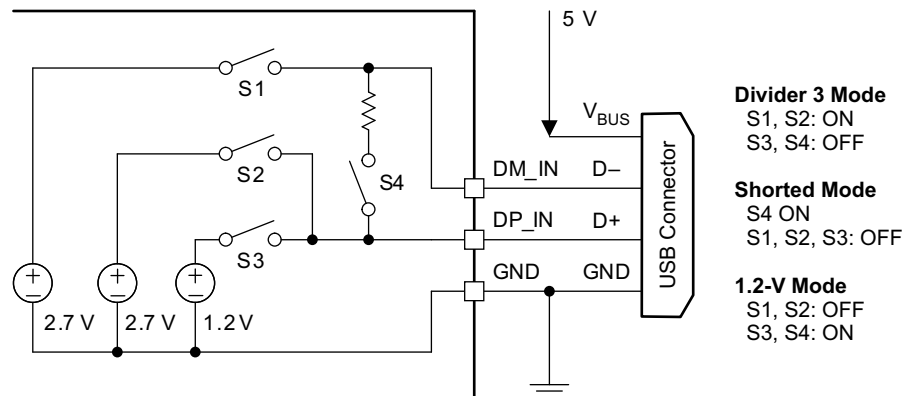 5 V
S1
V_BUS
S2
S4
DM_IN
D–
DP_IN
D+
S3
GND
GND
2.7 V
2.7 V
1.2 V
USB Connector
Divider 3 Mode
S1, S2: ON
S3, S4: OFF
Shorted Mode
S4 ON
S1, S2, S3: OFF
1.2-V Mode
S1, S2: OFF
S3, S4: ON